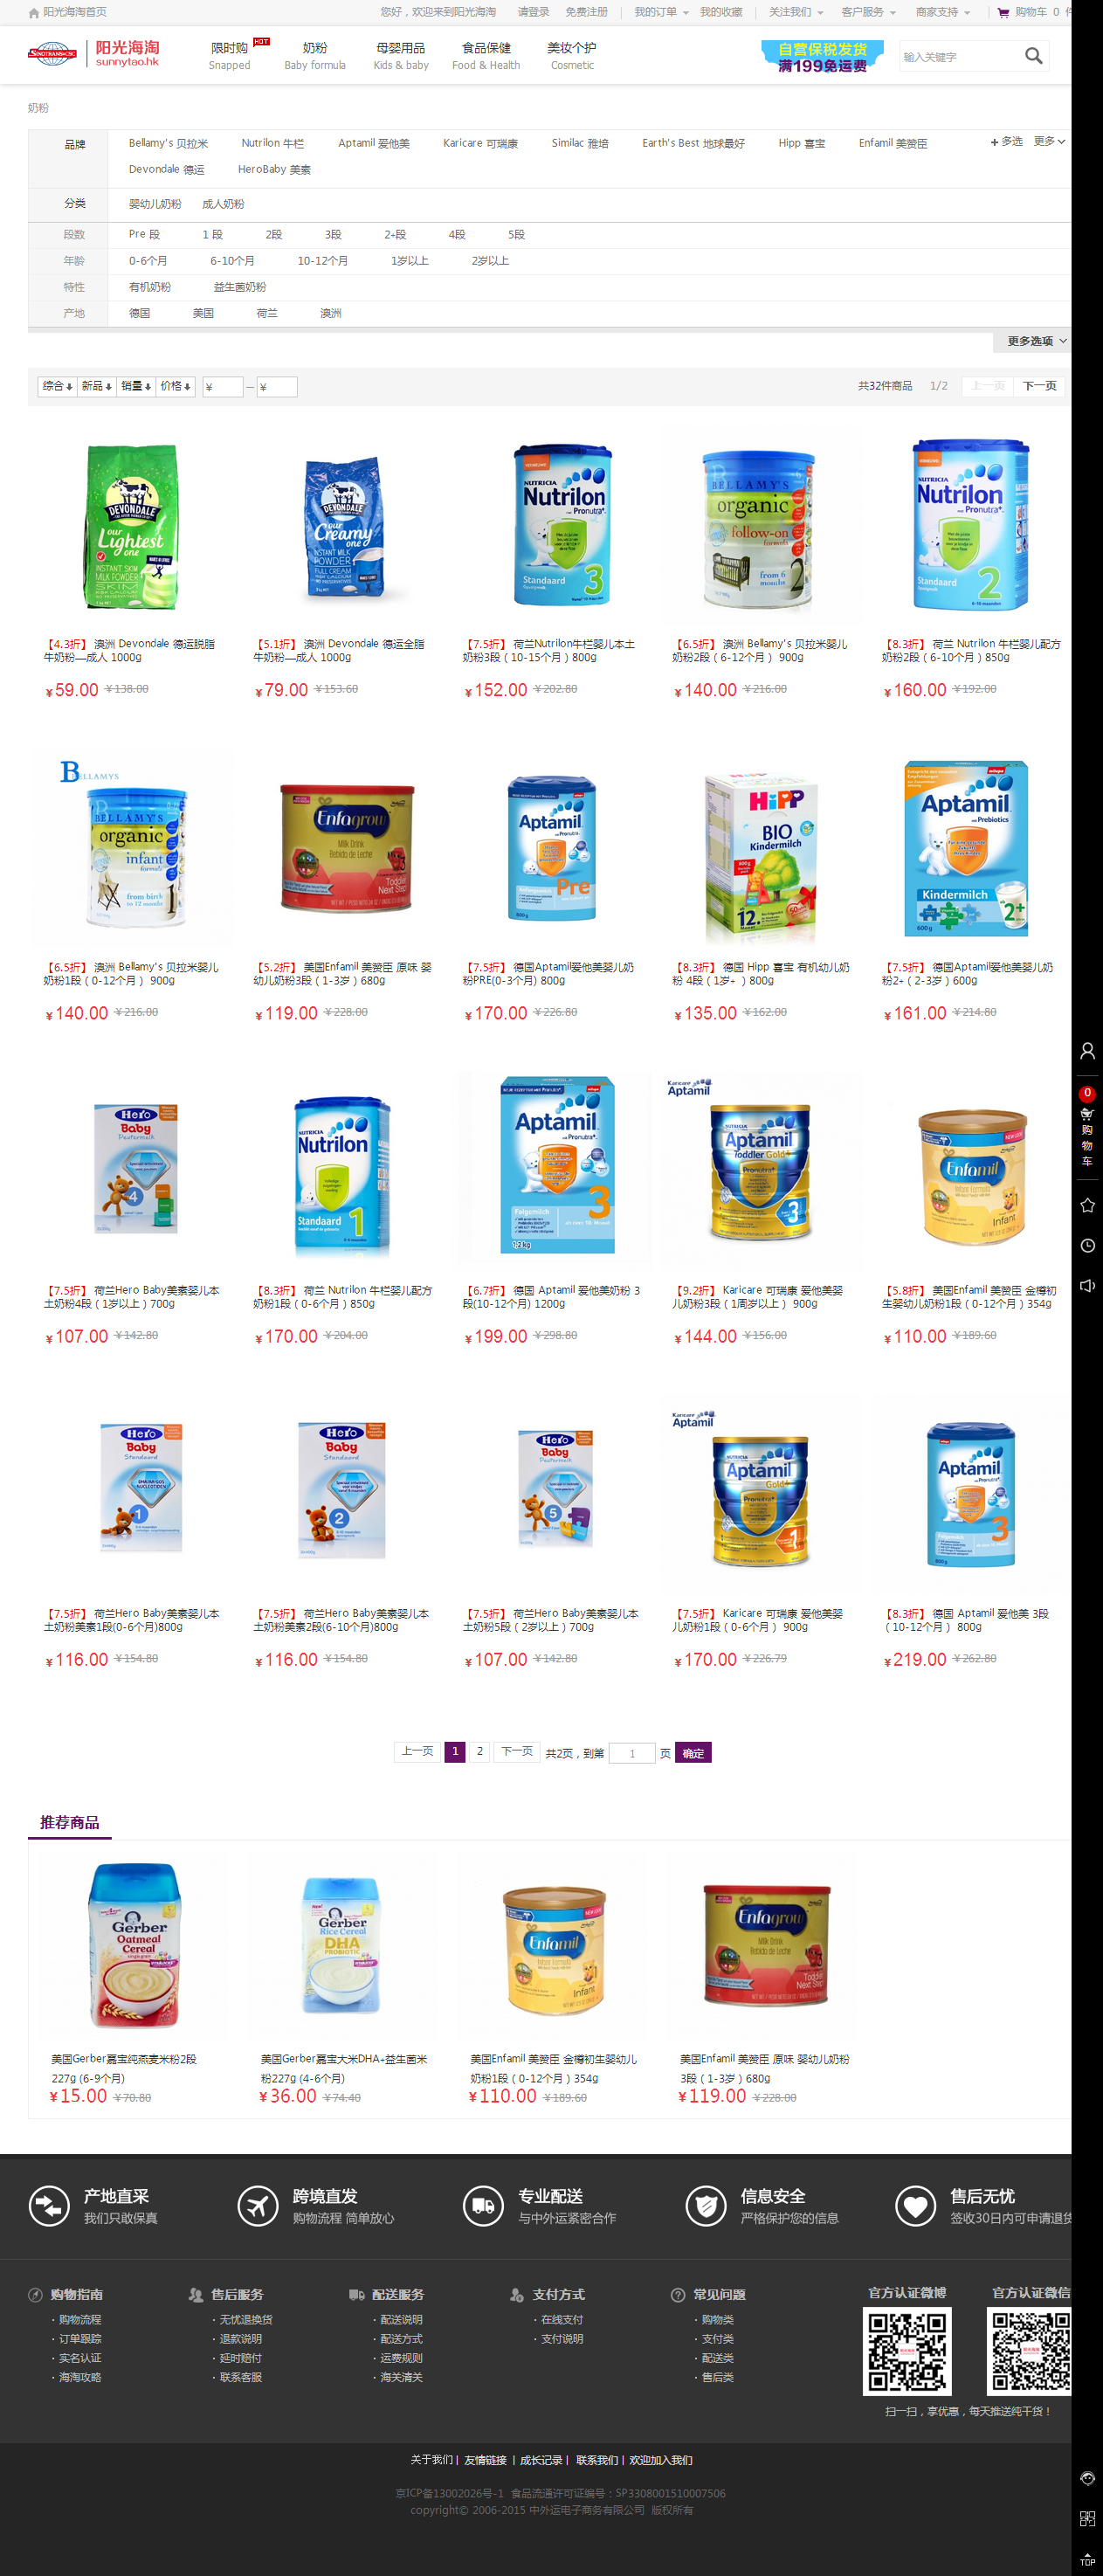 阳光海淘首页
您好，欢迎来到阳光海淘 请登录 免费注册 我的订单 我的收藏 关注我们 客户服务 商家支持 购物车 0 件
SINOTRANS-CSC 阳光海淘
sunnytao.hk
限时购 HOT 奶粉 母婴用品 食品保健 美妆个护
Snapped Baby formula Kids & baby Food & Health Cosmetic
自营保税发货
满199免运费
输入关键字
奶粉
品牌 Bellamy's 贝拉米 Nutrilon 牛栏 Aptamil 爱他美 Karicare 可瑞康 Similac 雅培 Earth's Best 地球最好 Hipp 喜宝 Enfamil 美赞臣 多选 更多
Devondale 德运 HeroBaby 美素
分类 婴幼儿奶粉 成人奶粉
段数 Pre 段 1 段 2段 3段 2+段 4段 5段
年龄 0-6个月 6-10个月 10-12个月 1岁以上 2岁以上
特性 有机奶粉 益生菌奶粉
产地 德国 美国 荷兰 澳洲
更多选项
综合 新品 销量 价格 ¥ — ¥ 共32件商品 1/2 上一页 下一页
【4.3折】 澳洲 Devondale 德运脱脂
牛奶粉—成人 1000g
¥59.00 ¥138.00
【5.1折】 澳洲 Devondale 德运全脂
牛奶粉—成人 1000g
¥79.00 ¥153.60
【7.5折】 荷兰Nutrilon牛栏婴儿本土
奶粉3段（10-15个月）800g
¥152.00 ¥202.80
【6.5折】 澳洲 Bellamy's 贝拉米婴儿
奶粉2段（6-12个月） 900g
¥140.00 ¥216.00
【8.3折】 荷兰 Nutrilon 牛栏婴儿配方
奶粉2段（6-10个月）850g
¥160.00 ¥192.00
【6.5折】 澳洲 Bellamy's 贝拉米婴儿
奶粉1段（0-12个月） 900g
¥140.00 ¥216.00
【5.2折】 美国Enfamil 美赞臣 原味 婴
幼儿奶粉3段（1-3岁）680g
¥119.00 ¥228.00
【7.5折】 德国Aptamil爱他美婴儿奶
粉PRE(0-3个月) 800g
¥170.00 ¥226.80
【8.3折】 德国 Hipp 喜宝 有机幼儿奶
粉 4段（1岁+ ）800g
¥135.00 ¥162.00
【7.5折】 德国Aptamil爱他美婴儿奶
粉2+（2-3岁）600g
¥161.00 ¥214.80
【7.5折】 荷兰Hero Baby美素婴儿本
土奶粉4段（1岁以上）700g
¥107.00 ¥142.80
【8.3折】 荷兰 Nutrilon 牛栏婴儿配方
奶粉1段（0-6个月）850g
¥170.00 ¥204.00
【6.7折】 德国 Aptamil 爱他美奶粉 3
段(10-12个月) 1200g
¥199.00 ¥298.80
【9.2折】 Karicare 可瑞康 爱他美婴
儿奶粉3段（1周岁以上） 900g
¥144.00 ¥156.00
【5.8折】 美国Enfamil 美赞臣 金樽初
生婴幼儿奶粉1段（0-12个月）354g
¥110.00 ¥189.60
【7.5折】 荷兰Hero Baby美素婴儿本
土奶粉美素1段(0-6个月)800g
¥116.00 ¥154.80
【7.5折】 荷兰Hero Baby美素婴儿本
土奶粉美素2段(6-10个月)800g
¥116.00 ¥154.80
【7.5折】 荷兰Hero Baby美素婴儿本
土奶粉5段（2岁以上）700g
¥107.00 ¥142.80
【7.5折】 Karicare 可瑞康 爱他美婴
儿奶粉1段（0-6个月） 900g
¥170.00 ¥226.79
【8.3折】 德国 Aptamil 爱他美 3段
（10-12个月） 800g
¥219.00 ¥262.80
上一页 1 2 下一页 共2页，到第 1 页 确定
推荐商品
美国Gerber嘉宝纯燕麦米粉2段
227g (6-9个月)
¥15.00 ¥70.80
美国Gerber嘉宝大米DHA+益生菌米
粉227g (4-6个月)
¥36.00 ¥74.40
美国Enfamil 美赞臣 金樽初生婴幼儿
奶粉1段（0-12个月）354g
¥110.00 ¥189.60
美国Enfamil 美赞臣 原味 婴幼儿奶粉
3段（1-3岁）680g
¥119.00 ¥228.00
0
购
物
车
产地直采 跨境直发 专业配送 信息安全 售后无忧
我们只敢保真 购物流程 简单放心 与中外运紧密合作 严格保护您的信息 签收30日内可申请退货
购物指南 售后服务 配送服务 支付方式 常见问题 官方认证微博 官方认证微信
· 购物流程 · 无忧退换货 · 配送说明 · 在线支付 · 购物类
· 订单跟踪 · 退款说明 · 配送方式 · 支付说明 · 支付类
· 实名认证 · 延时赔付 · 运费规则 · 配送类
· 海淘攻略 · 联系客服 · 海关清关 · 售后类
扫一扫，享优惠，每天推送纯干货！
关于我们 | 友情链接 | 成长记录 | 联系我们 | 欢迎加入我们
京ICP备13002026号-1 食品流通许可证编号：SP3308001510007506
copyright© 2006-2015 中外运电子商务有限公司 版权所有
TOP